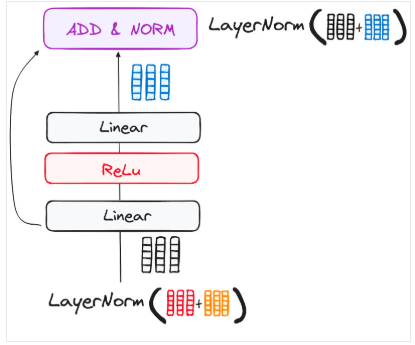 ADD & NORM
LayerNorm ( + )
Linear
ReLu
Linear
LayerNorm ( + )